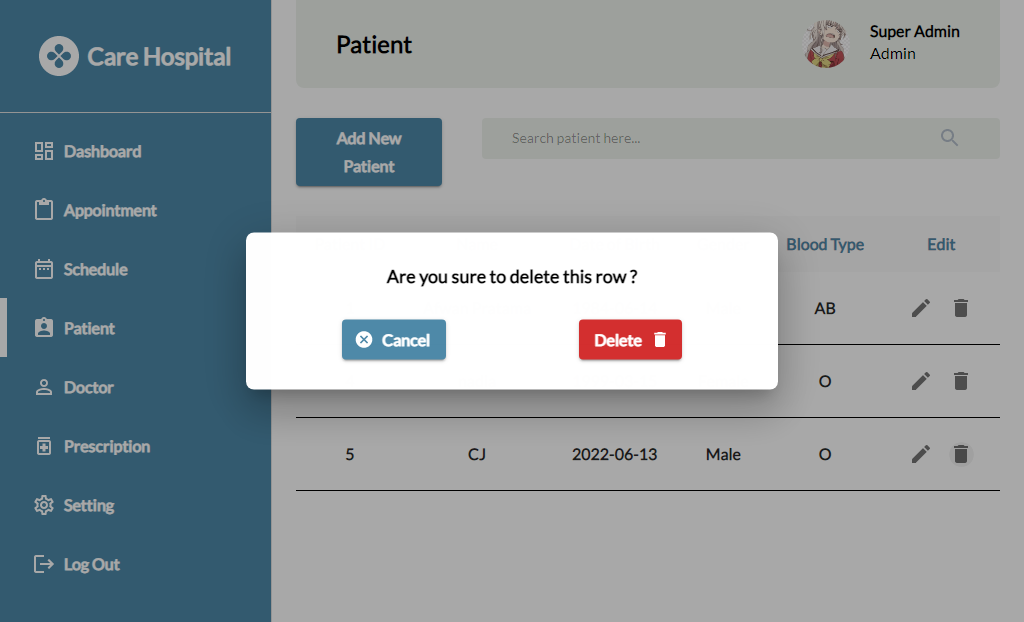 Care Hospital
Dashboard
Appointment
Schedule
Patient
Doctor
Prescription
Setting
Log Out
Patient
Super Admin
Admin
Add New
Patient
Search patient here...
Blood Type Edit
AB
O
5 CJ 2022-06-13 Male O
Are you sure to delete this row ?
Cancel Delete